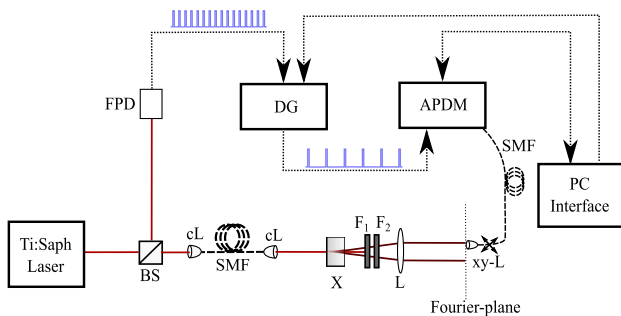 FPD
DG
APDM
SMF
PC
Interface
Ti:Saph
Laser
BS
cL
SMF
cL
X
F1 F2
L
xy-L
Fourier-plane